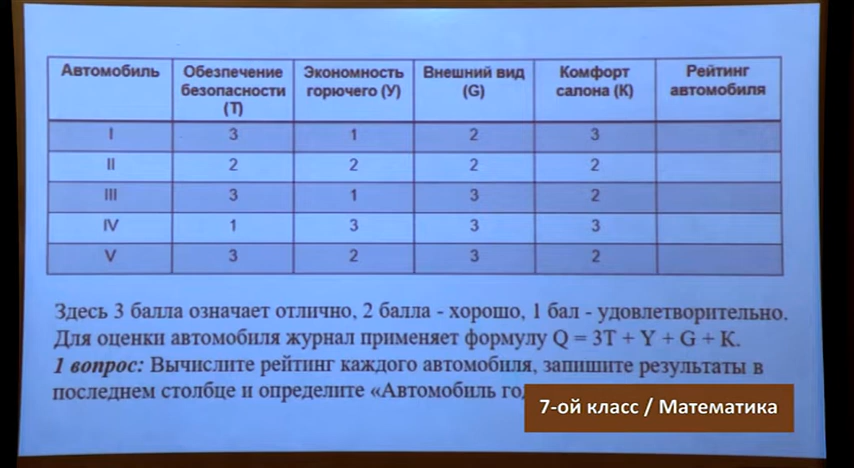 Автомобиль Обезпечение безопасности (Т) Экономность горючего (У) Внешний вид (G) Комфорт салона (К) Рейтинг автомобиля
I 3 1 2 3
II 2 2 2 2
III 3 1 3 2
IV 1 3 3 3
V 3 2 3 2
Здесь 3 балла означает отлично, 2 балла - хорошо, 1 бал - удовлетворительно.
Для оценки автомобиля журнал применяет формулу Q = 3T + Y + G + K.
1 вопрос: Вычислите рейтинг каждого автомобиля, запишите результаты в
последнем столбце и определите «Автомобиль
7-ой класс / Математика